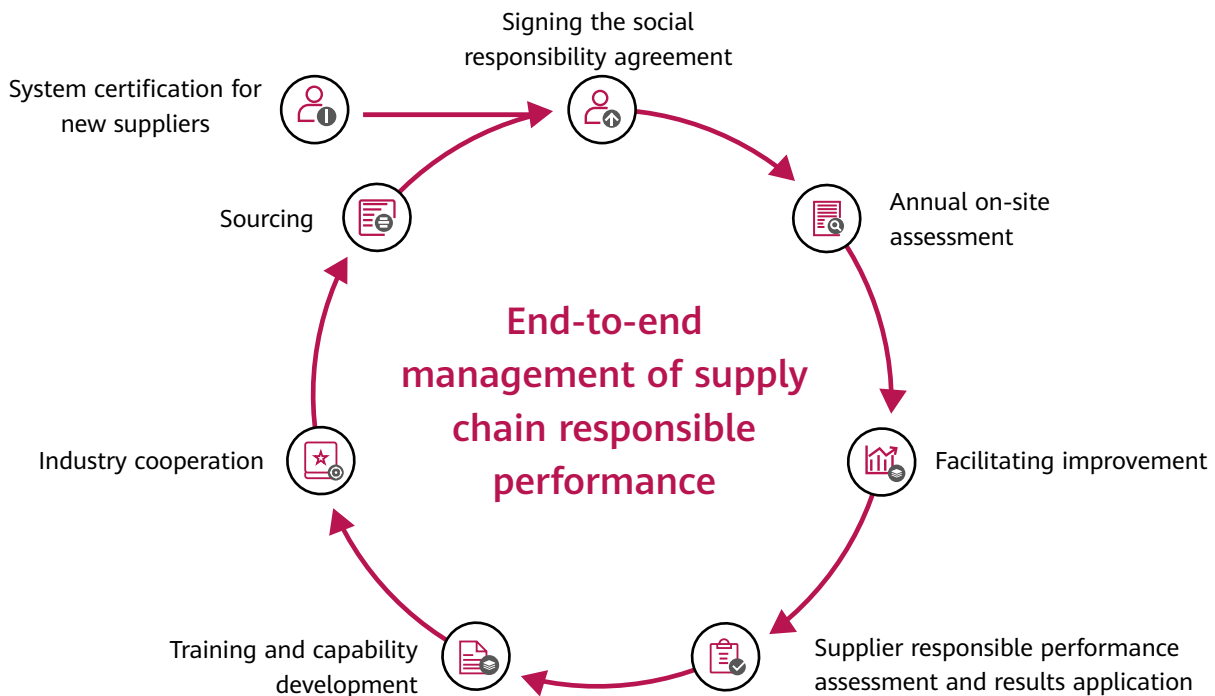 Signing the social
responsibility agreement
System certification for
new suppliers
Sourcing
Annual on-site
assessment
End-to-end
management of supply
chain responsible
performance
Industry cooperation
Facilitating improvement
Training and capability
development
Supplier responsible performance
assessment and results application